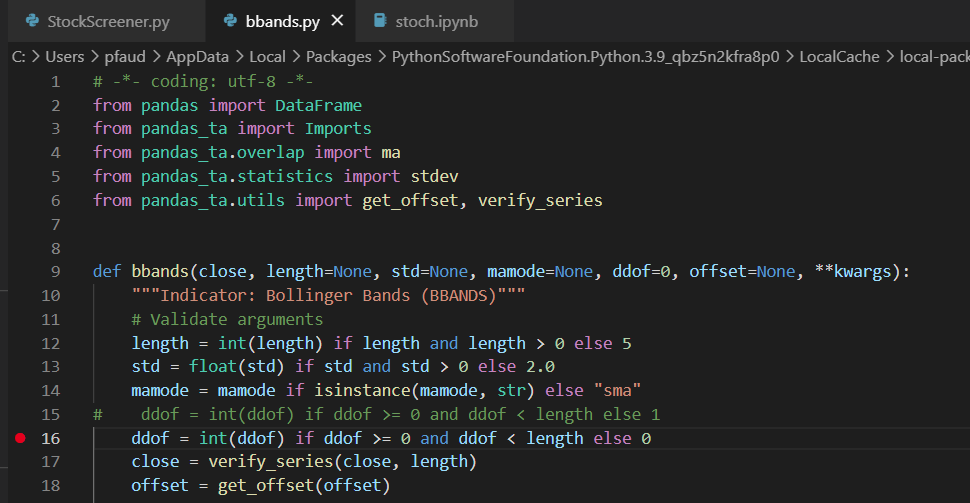 StockScreener.py bbands.py stoch.ipynb
C: > Users > pfaud > AppData > Local > Packages > PythonSoftwareFoundation.Python.3.9_qbz5n2kfra8p0 > LocalCache > local-pack
1 # -*- coding: utf-8 -*-
2 from pandas import DataFrame
3 from pandas_ta import Imports
4 from pandas_ta.overlap import ma
5 from pandas_ta.statistics import stdev
6 from pandas_ta.utils import get_offset, verify_series
7
8
9 def bbands(close, length=None, std=None, mamode=None, ddof=0, offset=None, **kwargs):
10     """Indicator: Bollinger Bands (BBANDS)"""
11     # Validate arguments
12     length = int(length) if length and length > 0 else 5
13     std = float(std) if std and std > 0 else 2.0
14     mamode = mamode if isinstance(mamode, str) else "sma"
15 #    ddof = int(ddof) if ddof >= 0 and ddof < length else 1
16     ddof = int(ddof) if ddof >= 0 and ddof < length else 0
17     close = verify_series(close, length)
18     offset = get_offset(offset)